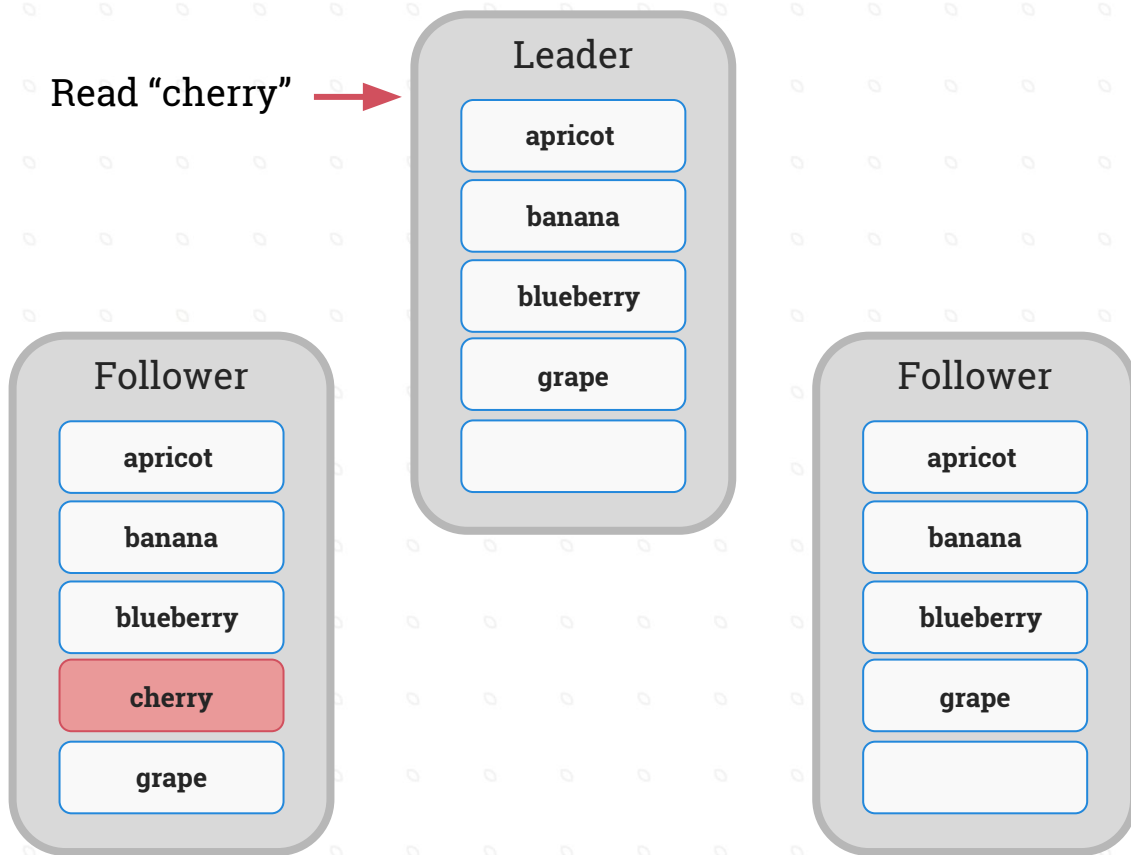 Leader
Read “cherry”
apricot
banana
blueberry
grape
Follower
apricot
banana
blueberry
cherry
grape
Follower
apricot
banana
blueberry
grape